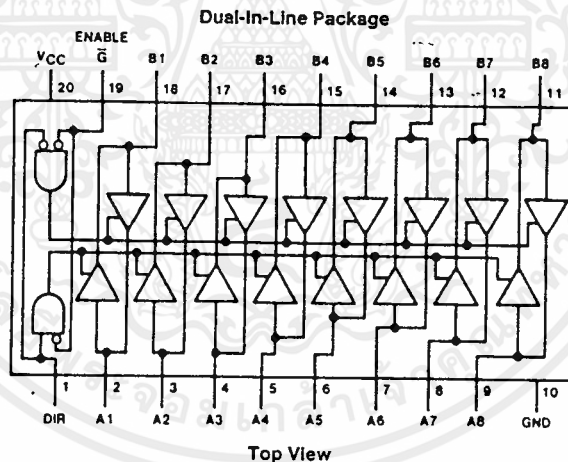 Dual-In-Line Package
ENABLE
VCC G̅ B1 B2 B3 B4 B5 B6 B7 B8
20 19 18 17 16 15 14 13 12 11
1 2 3 4 5 6 7 8 9 10
DIR A1 A2 A3 A4 A5 A6 A7 A8 GND
Top View